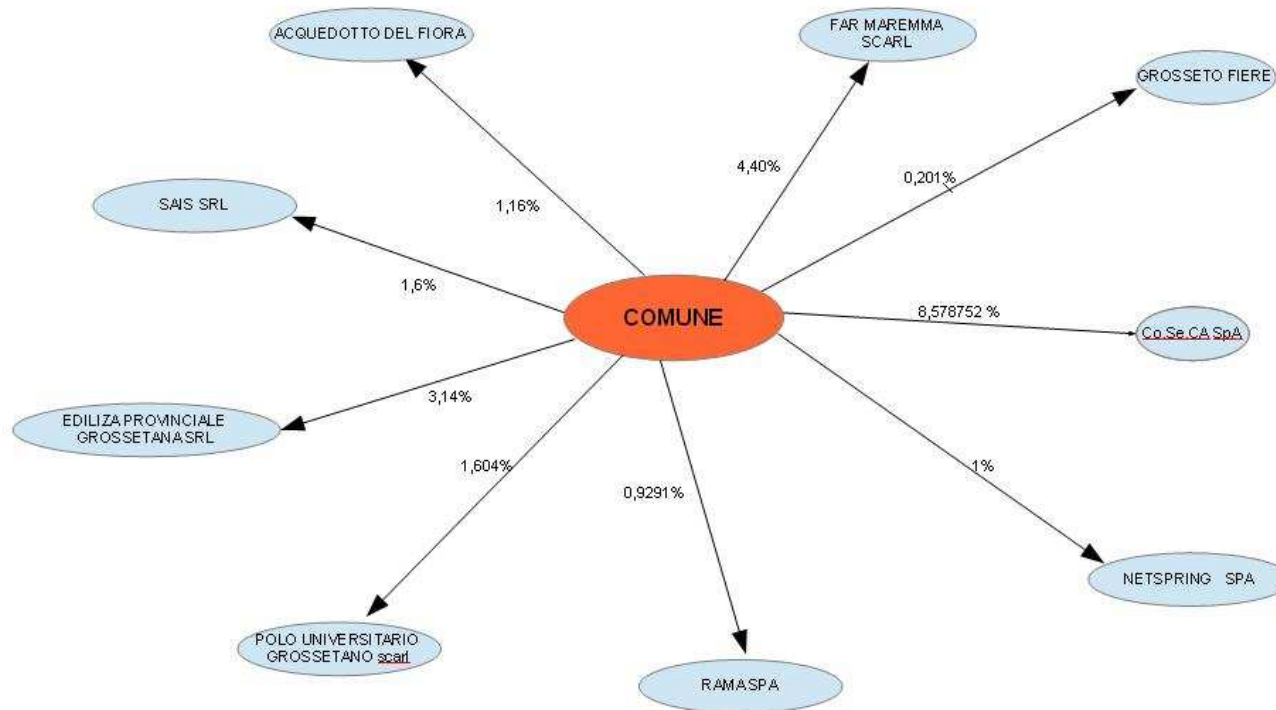 ACQUEDOTTO DEL FIORA
FAR MAREMMA
SCARL
GROSSETO FIERE
4,40%
0,201%
SAIS SRL
1,16%
1,6%
COMUNE
8,578752 %
Co.Se.CA SpA
3,14%
EDILIZA PROVINCIALE
GROSSETANA SRL
1,604%
1%
0,9291%
NETSPRING SPA
POLO UNIVERSITARIO
GROSSETANO scarl
RAMA SPA